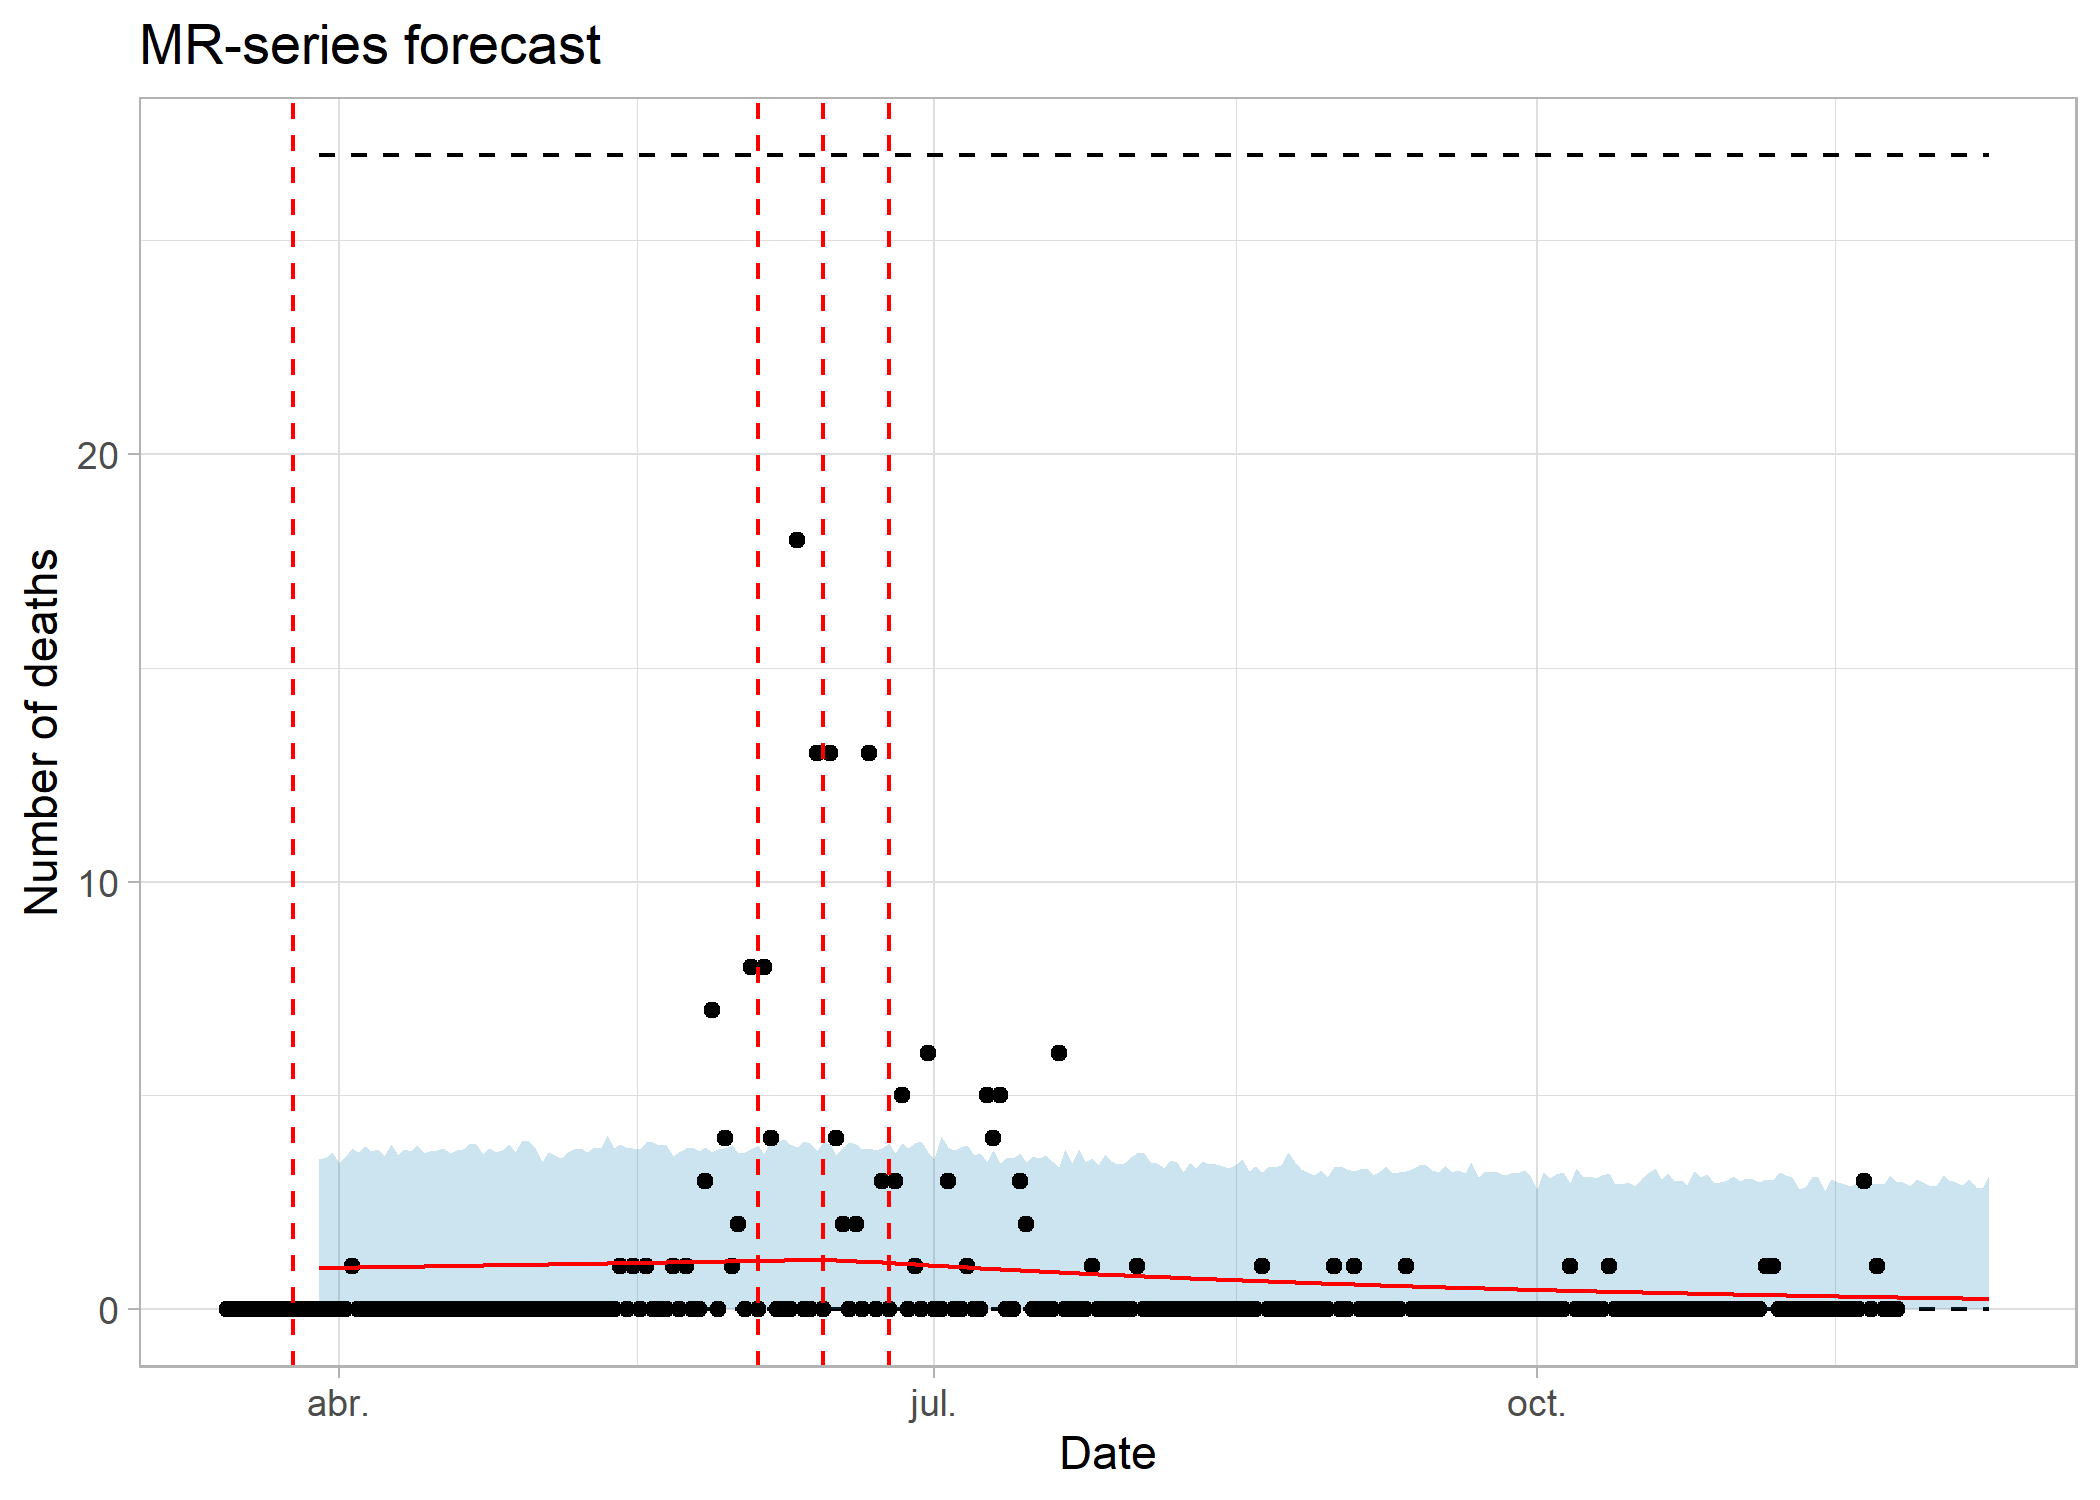 MR-series forecast
Number of deaths
20
10
0
abr.
jul.
oct.
Date